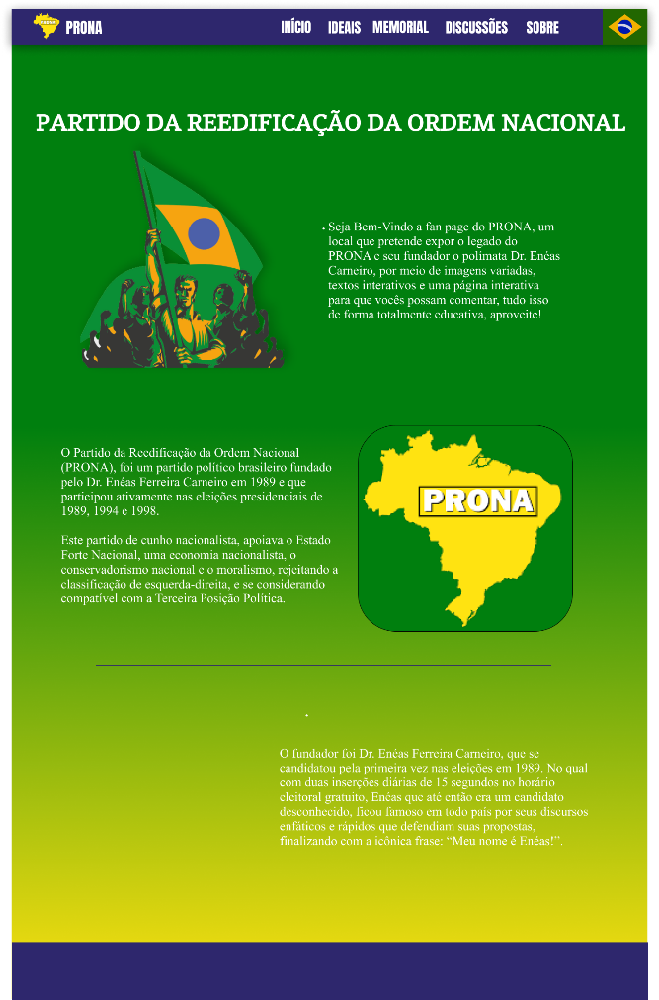 PRONA
INÍCIO IDEAIS MEMORIAL DISCUSSÕES SOBRE
PARTIDO DA REEDIFICAÇÃO DA ORDEM NACIONAL
Seja Bem-Vindo a fan page do PRONA, um
local que pretende expor o legado do
PRONA e seu fundador o polímata Dr. Enéas
Carneiro, por meio de imagens variadas,
textos interativos e uma página interativa
para que vocês possam comentar, tudo isso
de forma totalmente educativa, aproveite!
O Partido da Reedificação da Ordem Nacional
(PRONA), foi um partido político brasileiro fundado
pelo Dr. Enéas Ferreira Carneiro em 1989 e que
participou ativamente nas eleições presidenciais de
1989, 1994 e 1998.
Este partido de cunho nacionalista, apoiava o Estado
Forte Nacional, uma economia nacionalista, o
conservadorismo nacional e o moralismo, rejeitando a
classificação de esquerda-direita, e se considerando
compatível com a Terceira Posição Política.
PRONA
O fundador foi Dr. Enéas Ferreira Carneiro, que se
candidatou pela primeira vez nas eleições em 1989. No qual
com duas inserções diárias de 15 segundos no horário
eleitoral gratuito, Enéas que até então era um candidato
desconhecido, ficou famoso em todo país por seus discursos
enfáticos e rápidos que defendiam suas propostas,
finalizando com a icônica frase: “Meu nome é Enéas!”.